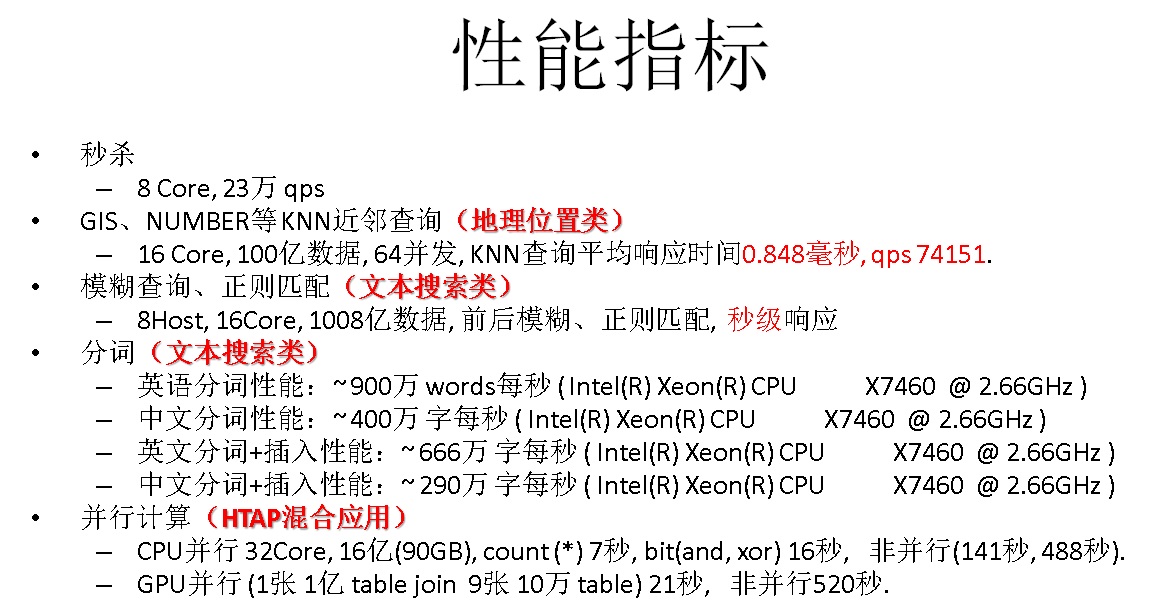 性能指标
• 秒杀
– 8 Core, 23万 qps
• GIS、NUMBER等KNN近邻查询（地理位置类）
– 16 Core, 100亿数据, 64并发, KNN查询平均响应时间0.848毫秒, qps 74151.
• 模糊查询、正则匹配（文本搜索类）
– 8Host, 16Core, 1008亿数据, 前后模糊、 正则匹配, 秒级响应
• 分词（文本搜索类）
– 英语分词性能：~900万 words每秒 ( Intel(R) Xeon(R) CPU X7460 @ 2.66GHz )
– 中文分词性能：~400万 字每秒 ( Intel(R) Xeon(R) CPU X7460 @ 2.66GHz )
– 英文分词+插入性能：~666万 字每秒 ( Intel(R) Xeon(R) CPU X7460 @ 2.66GHz )
– 中文分词+插入性能：~290万 字每秒 ( Intel(R) Xeon(R) CPU X7460 @ 2.66GHz )
• 并行计算（HTAP混合应用）
– CPU并行 32Core, 16亿(90GB), count (*) 7秒, bit(and, xor) 16秒， 非并行(141秒, 488秒).
– GPU并行 (1张 1亿 table join 9张 10万 table) 21秒， 非并行520秒.